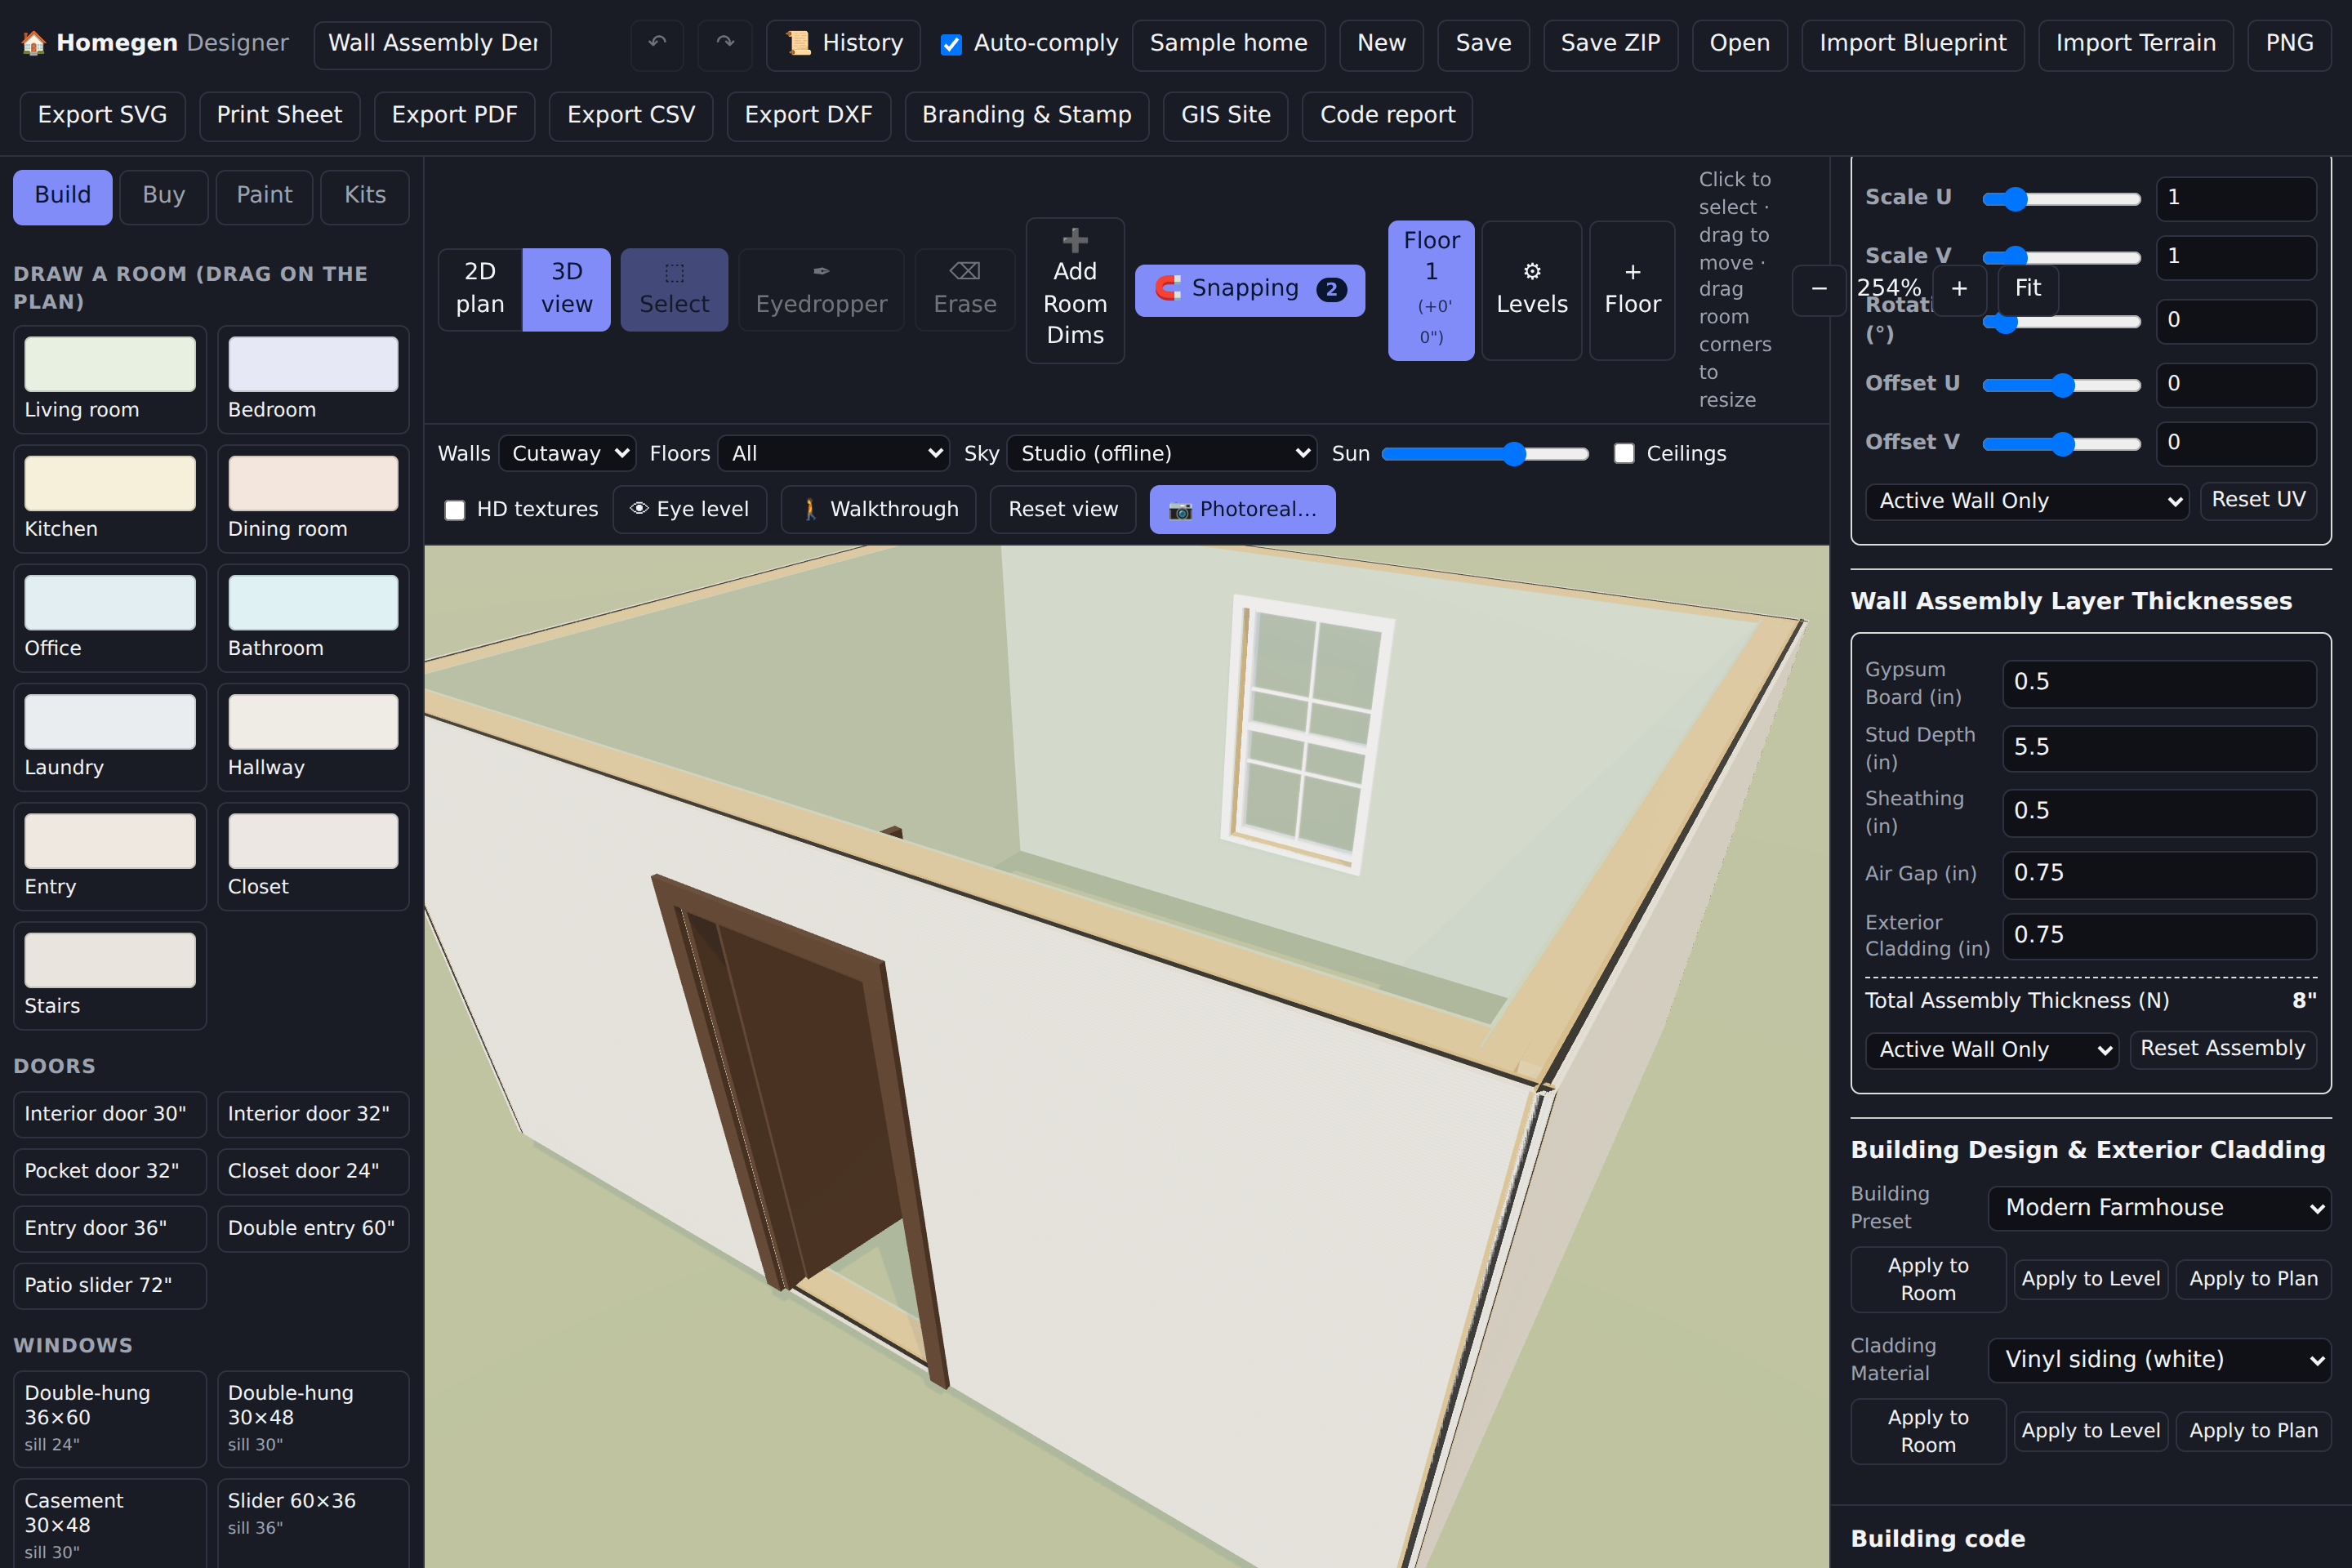 🏠 Homegen Designer
Wall Assembly Der
↶
↷
📜 History
Auto-comply
Sample home
New
Save
Save ZIP
Open
Import Blueprint
Import Terrain
PNG
Export SVG
Print Sheet
Export PDF
Export CSV
Export DXF
Branding & Stamp
GIS Site
Code report
Build
Buy
Paint
Kits
DRAW A ROOM (DRAG ON THE
PLAN)
Living room
Bedroom
Kitchen
Dining room
Office
Bathroom
Laundry
Hallway
Entry
Closet
Stairs
DOORS
Interior door 30"
Interior door 32"
Pocket door 32"
Closet door 24"
Entry door 36"
Double entry 60"
Patio slider 72"
WINDOWS
Double-hung
36×60
sill 24"
Double-hung
30×48
sill 30"
Casement
30×48
sill 30"
Slider 60×36
sill 36"
2D
plan
3D
view
Select
Eyedropper
Erase
➕
Add
Room
Dims
🧲 Snapping 2
Floor
1
(+0'
0")
⚙
Levels
+
Floor
Click to
select ·
drag to
move ·
drag
room
corners
to
resize
−
254%
+
Fit
Walls
Cutaway
Floors
All
Sky
Studio (offline)
Sun
Ceilings
HD textures
👁 Eye level
🚶 Walkthrough
Reset view
📷 Photoreal...
Scale U
1
Scale V
1
Rotati
(°)
0
Offset U
0
Offset V
0
Active Wall Only
Reset UV
Wall Assembly Layer Thicknesses
Gypsum
Board (in)
0.5
Stud Depth
(in)
5.5
Sheathing
(in)
0.5
Air Gap (in)
0.75
Exterior
Cladding (in)
0.75
Total Assembly Thickness (N)
8"
Active Wall Only
Reset Assembly
Building Design & Exterior Cladding
Building
Preset
Modern Farmhouse
Apply to
Room
Apply to Level
Apply to Plan
Cladding
Material
Vinyl siding (white)
Apply to
Room
Apply to Level
Apply to Plan
Building code